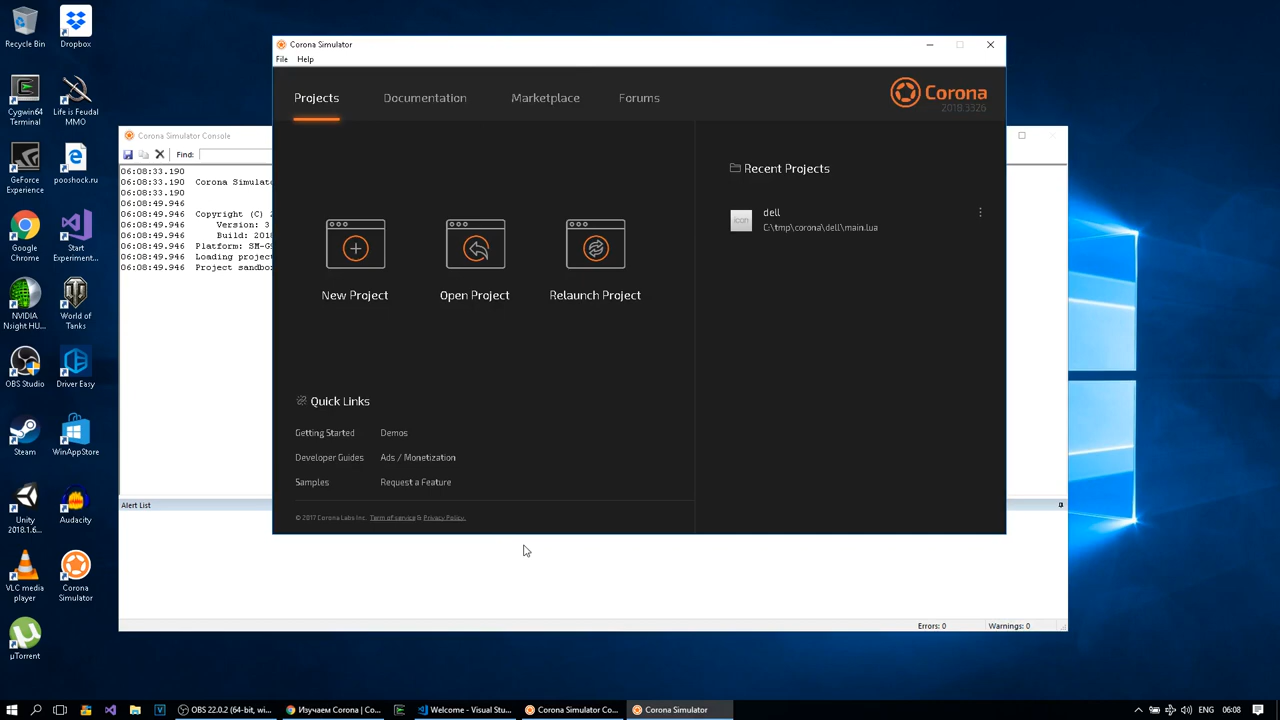 Recycle Bin
Dropbox
Cygwin64
Terminal
Life is Feudal
MMO
GeForce
Experience
pooshock.ru
Google
Chrome
Start
Experiment...
NVIDIA
Nsight HU...
World of
Tanks
OBS Studio
Driver Easy
Steam
WinAppStore
Unity
2018.1.6...
Audacity
VLC media
player
Corona
Simulator
µTorrent
Corona Simulator Console
Find:
06:08:33.190
06:08:33.190 Corona Simulat
06:08:33.190
06:08:49.946
06:08:49.946 Copyright (C) 2
06:08:49.946 Version: 3
06:08:49.946 Build: 2018
06:08:49.946 Platform: SM-G9
06:08:49.946 Loading projec
06:08:49.946 Project sandbo
Alert List
Errors: 0
Warnings: 0
Corona Simulator
File Help
Projects
Documentation
Marketplace
Forums
Corona
2018.3326
New Project
Open Project
Relaunch Project
Recent Projects
icon
dell
C:\tmp\corona\dell\main.lua
Quick Links
Getting Started
Demos
Developer Guides
Ads / Monetization
Samples
Request a Feature
© 2017 Corona Labs Inc. Term of service & Privacy Policy.
OBS 22.0.2 (64-bit, wi...
Изучаем Corona | Co...
Welcome - Visual Stu...
Corona Simulator Co...
Corona Simulator
ENG
06:08